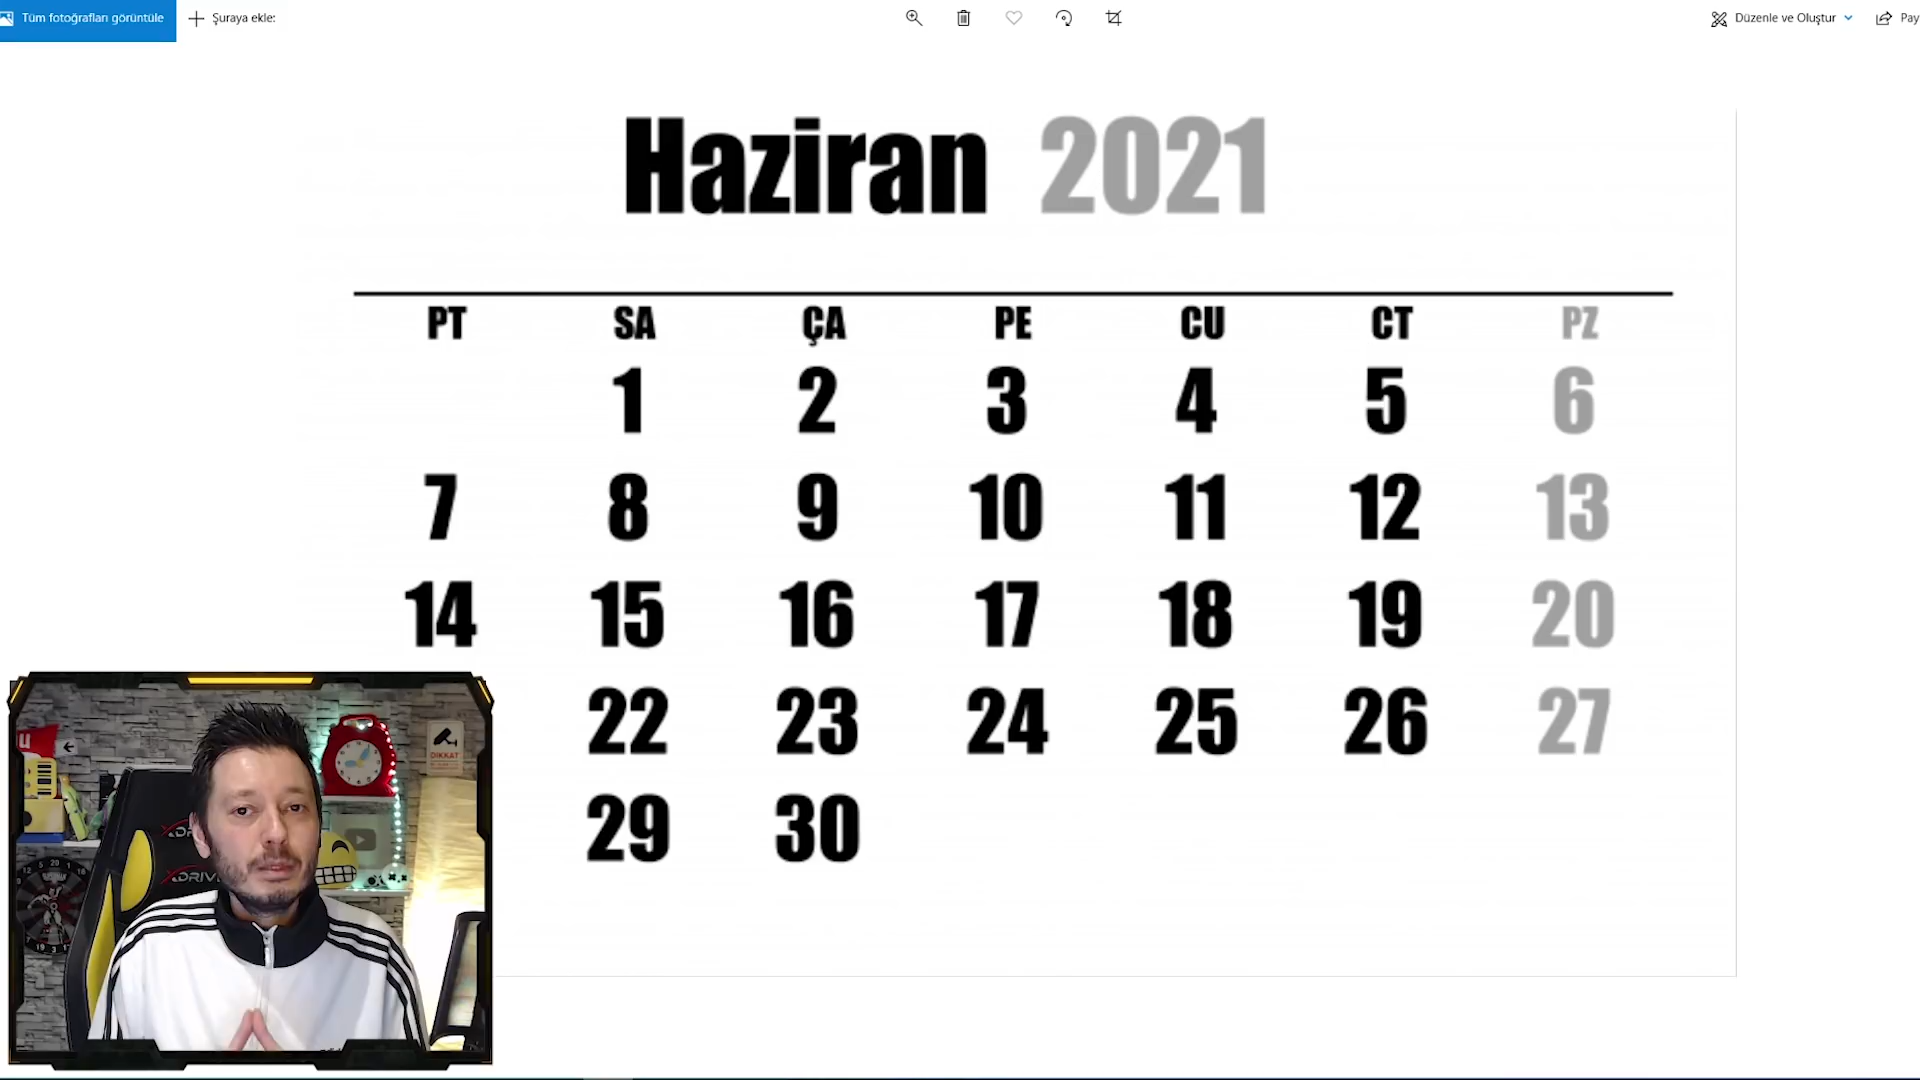 Tüm fotoğrafları görüntüle
Şuraya ekle:
Düzenle ve Oluştur
Pay
Haziran 2021
PT SA ÇA PE CU CT PZ
1 2 3 4 5 6
7 8 9 10 11 12 13
14 15 16 17 18 19 20
22 23 24 25 26 27
29 30
DİKKAT